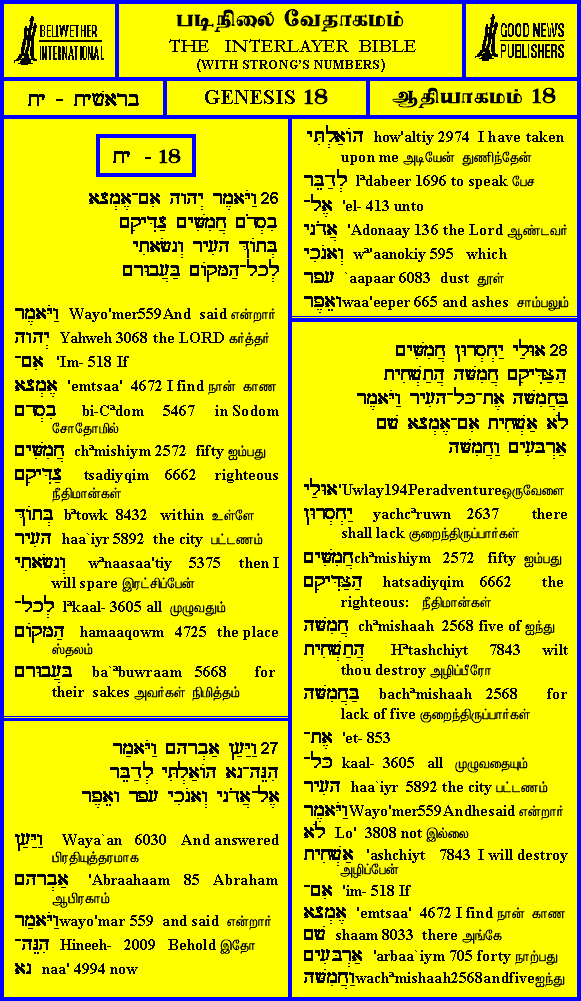 BELLWETHER
INTERNATIONAL
படிநிலை வேதாகமம்
THE INTERLAYER BIBLE
(WITH STRONG'S NUMBERS)
GOOD NEWS
PUBLISHERS
בראשׁית - יח
GENESIS 18
ஆதியாகமம் 18
יח - 18
26 וַיֹּאמֶר יְהוָה אִם־אֶמְצָא
בִסְדֹם חֲמִשִּׁים צַדִּיקִם
בְּתוֹךְ הָעִיר וְנָשָׂאתִי
לְכָל־הַמָּקוֹם בַּעֲבוּרָם
וַיֹּאמֶר Wayo'mer559And said என்றார்
יְהוָה Yahweh 3068 the LORD கர்த்தர்
אִם־ 'Im- 518 If
אֶמְצָא 'emtsaa' 4672 I find நான் காண
בִסְדֹם bi-Cªdom 5467 in Sodom
சோதோமில்
חֲמִשִּׁים chªmishiym 2572 fifty ஐம்பது
צַדִּיקִם tsadiyqim 6662 righteous
நீதிமான்கள்
בְּתוֹךְ bªtowk 8432 within உள்ளே
הָעִיר haa`iyr 5892 the city பட்டணம்
וְנָשָׂאתִי wªnaasaa'tiy 5375 then I
will spare இரட்சிப்பேன்
לְכָל־ lªkaal- 3605 all முழுவதும்
הַמָּקוֹם hamaaqowm 4725 the place
ஸ்தலம்
בַּעֲבוּרָם ba`ªbuwraam 5668 for
their sakes அவர்கள் நிமித்தம்
27 וַיַּעַן אַבְרָהָם וַיֹּאמַר
הִנֵּה־נָא הוֹאַלְתִּי לְדַבֵּר
אֶל־אֲדֹנָי וְאָנֹכִי עָפָר וָאֵפֶר
וַיַּעַן Waya`an 6030 And answered
பிரதியுத்தரமாக
אַבְרָהָם 'Abraahaam 85 Abraham
ஆபிரகாம்
וַיֹּאמַר wayo'mar 559 and said என்றார்
הִנֵּה־ Hineeh- 2009 Behold இதோ
נָא naa' 4994 now
הוֹאַלְתִּי how'altiy 2974 I have taken
upon me அடியேன் துணிந்தேன்
לְדַבֵּר lªdabeer 1696 to speak பேச
אֶל־ 'el- 413 unto
אֲדֹנָי 'Adonaay 136 the Lord ஆண்டவர்
וְאָנֹכִי wª'aanokiy 595 which
עָפָר `aapaar 6083 dust தூள்
וָאֵפֶר waa'eeper 665 and ashes சாம்பலும்
28 אוּלַי יַחְסְרוּן חֲמִשִּׁים
הַצַּדִּיקִם חֲמִשָּׁה הֲתַשְׁחִית
בַּחֲמִשָּׁה אֶת־כָּל־הָעִיר וַיֹּאמֶר
לֹא אַשְׁחִית אִם־אֶמְצָא שָׁם
אַרְבָּעִים וַחֲמִשָּׁה
אוּלַי 'Uwlay194Peradventureஒருவேளை
יַחְסְרוּן yachcªruwn 2637 there
shall lack குறைந்திருப்பார்கள்
חֲמִשִּׁים chªmishiym 2572 fifty ஐம்பது
הַצַּדִּיקִם hatsadiyqim 6662 the
righteous: நீதிமான்கள்
חֲמִשָּׁה chªmishaah 2568 five of ஐந்து
הֲתַשְׁחִית Hªtashchiyt 7843 wilt
thou destroy அழிப்பீரோ
בַּחֲמִשָּׁה bachªmishaah 2568 for
lack of five குறைந்திருப்பார்கள்
אֶת־ 'et- 853
כָּל־ kaal- 3605 all முழுவதையும்
הָעִיר haa`iyr 5892 the city பட்டணம்
וַיֹּאמֶר Wayo'mer559Andhesaid என்றார்
לֹא Lo' 3808 not இல்லை
אַשְׁחִית 'ashchiyt 7843 I will destroy
அழிப்பேன்
אִם־ 'im- 518 If
אֶמְצָא 'emtsaa' 4672 I find நான் காண
שָׁם shaam 8033 there அங்கே
אַרְבָּעִים 'arbaa`iym 705 forty நாற்பது
וַחֲמִשָּׁה wachªmishaah2568andfiveஐந்து